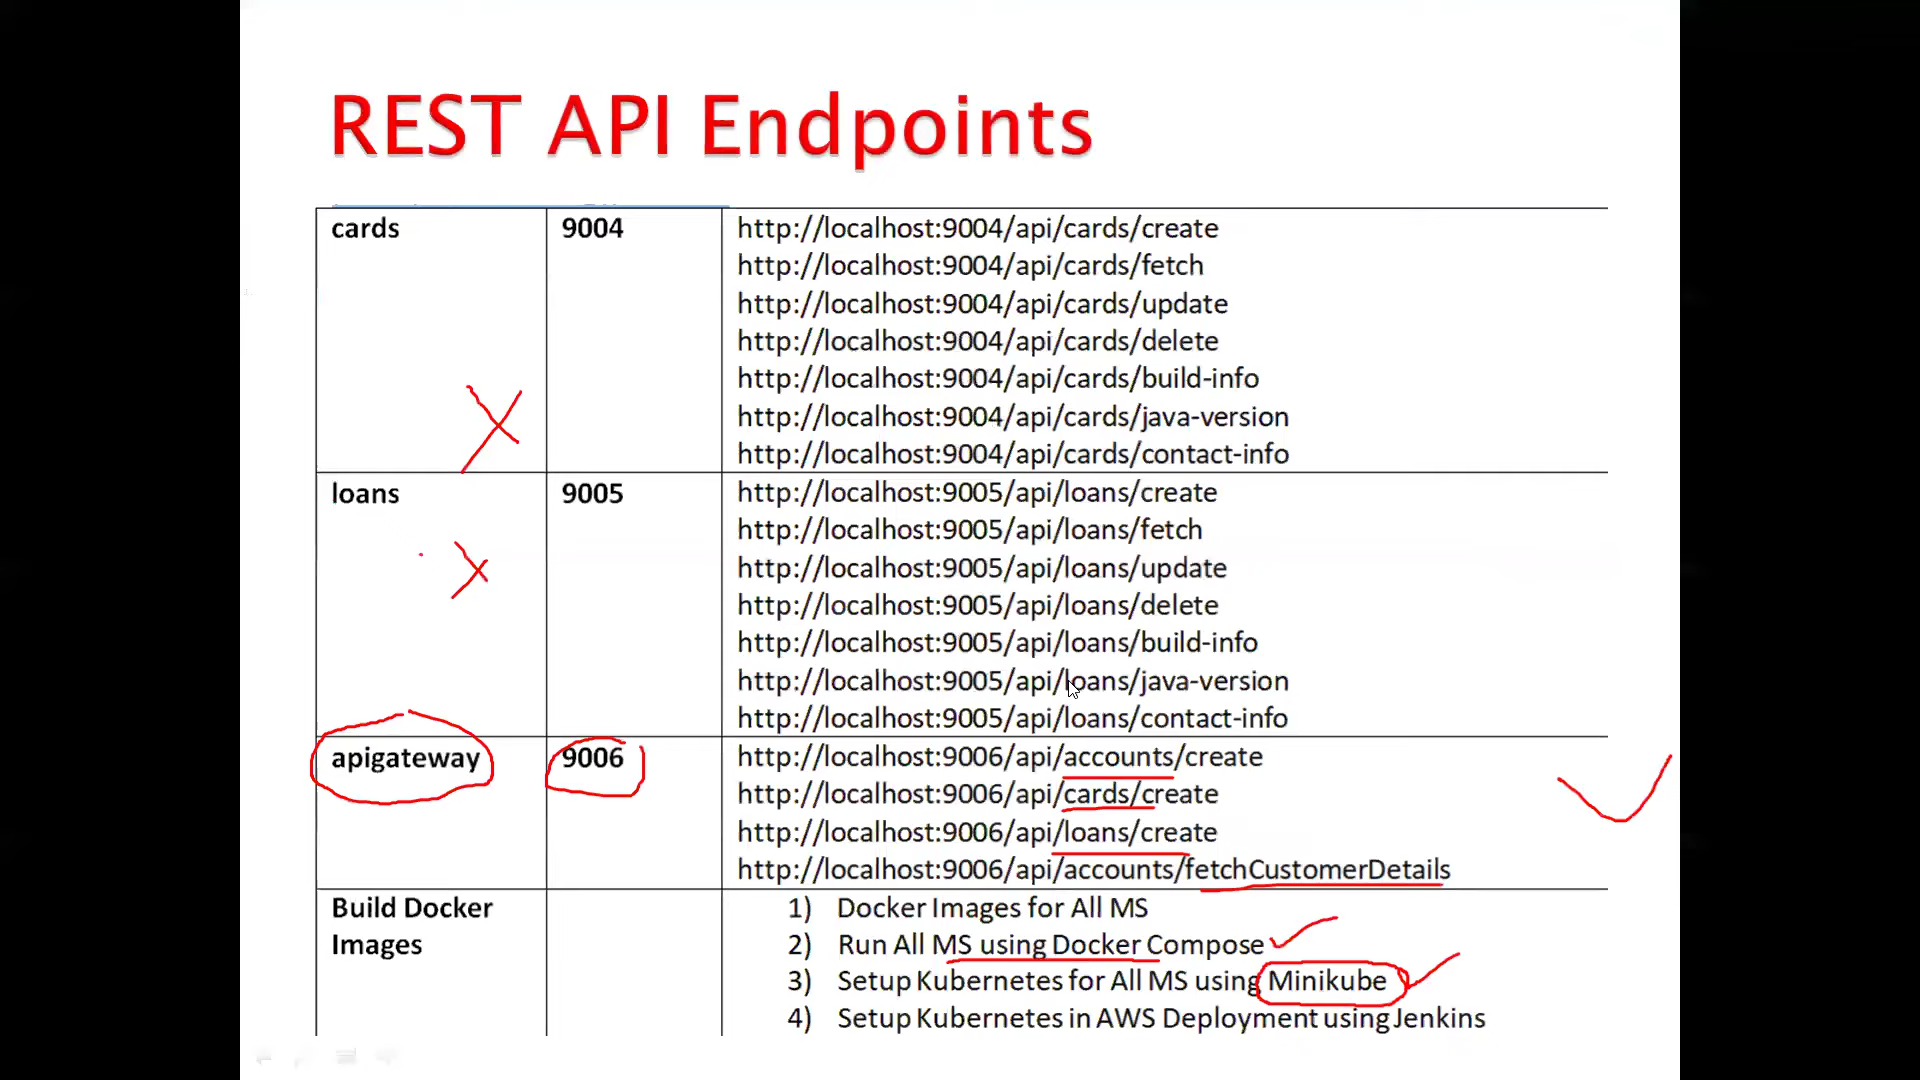 REST API Endpoints
cards
9004
http://localhost:9004/api/cards/create
http://localhost:9004/api/cards/fetch
http://localhost:9004/api/cards/update
http://localhost:9004/api/cards/delete
http://localhost:9004/api/cards/build-info
http://localhost:9004/api/cards/java-version
http://localhost:9004/api/cards/contact-info
loans
9005
http://localhost:9005/api/loans/create
http://localhost:9005/api/loans/fetch
http://localhost:9005/api/loans/update
http://localhost:9005/api/loans/delete
http://localhost:9005/api/loans/build-info
http://localhost:9005/api/loans/java-version
http://localhost:9005/api/loans/contact-info
apigateway
9006
http://localhost:9006/api/accounts/create
http://localhost:9006/api/cards/create
http://localhost:9006/api/loans/create
http://localhost:9006/api/accounts/fetchCustomerDetails
Build Docker
Images
1) Docker Images for All MS
2) Run All MS using Docker Compose
3) Setup Kubernetes for All MS using Minikube
4) Setup Kubernetes in AWS Deployment using Jenkins